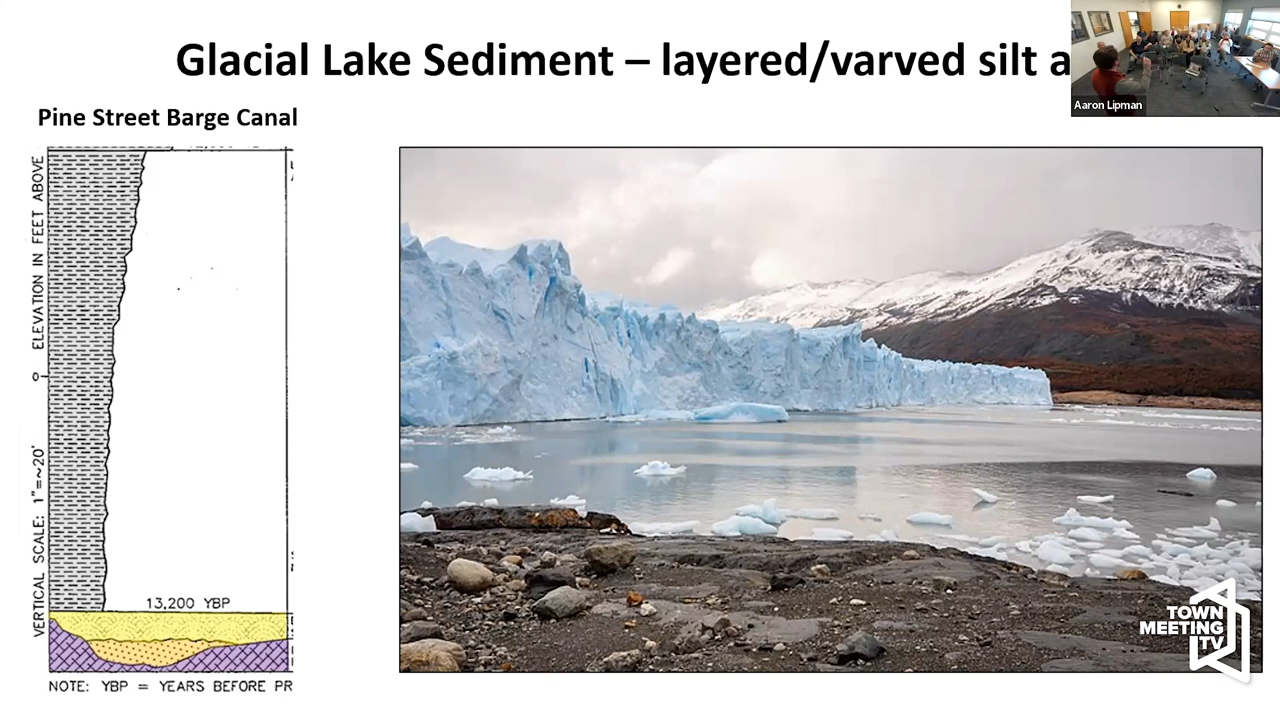 Glacial Lake Sediment – layered/varved silt a
Aaron Lipman
Pine Street Barge Canal
ELEVATION IN FEET ABOVE
0
VERTICAL SCALE: 1"=~20'
13,200 YBP
NOTE: YBP = YEARS BEFORE PR
TOWN
MEETING
TV